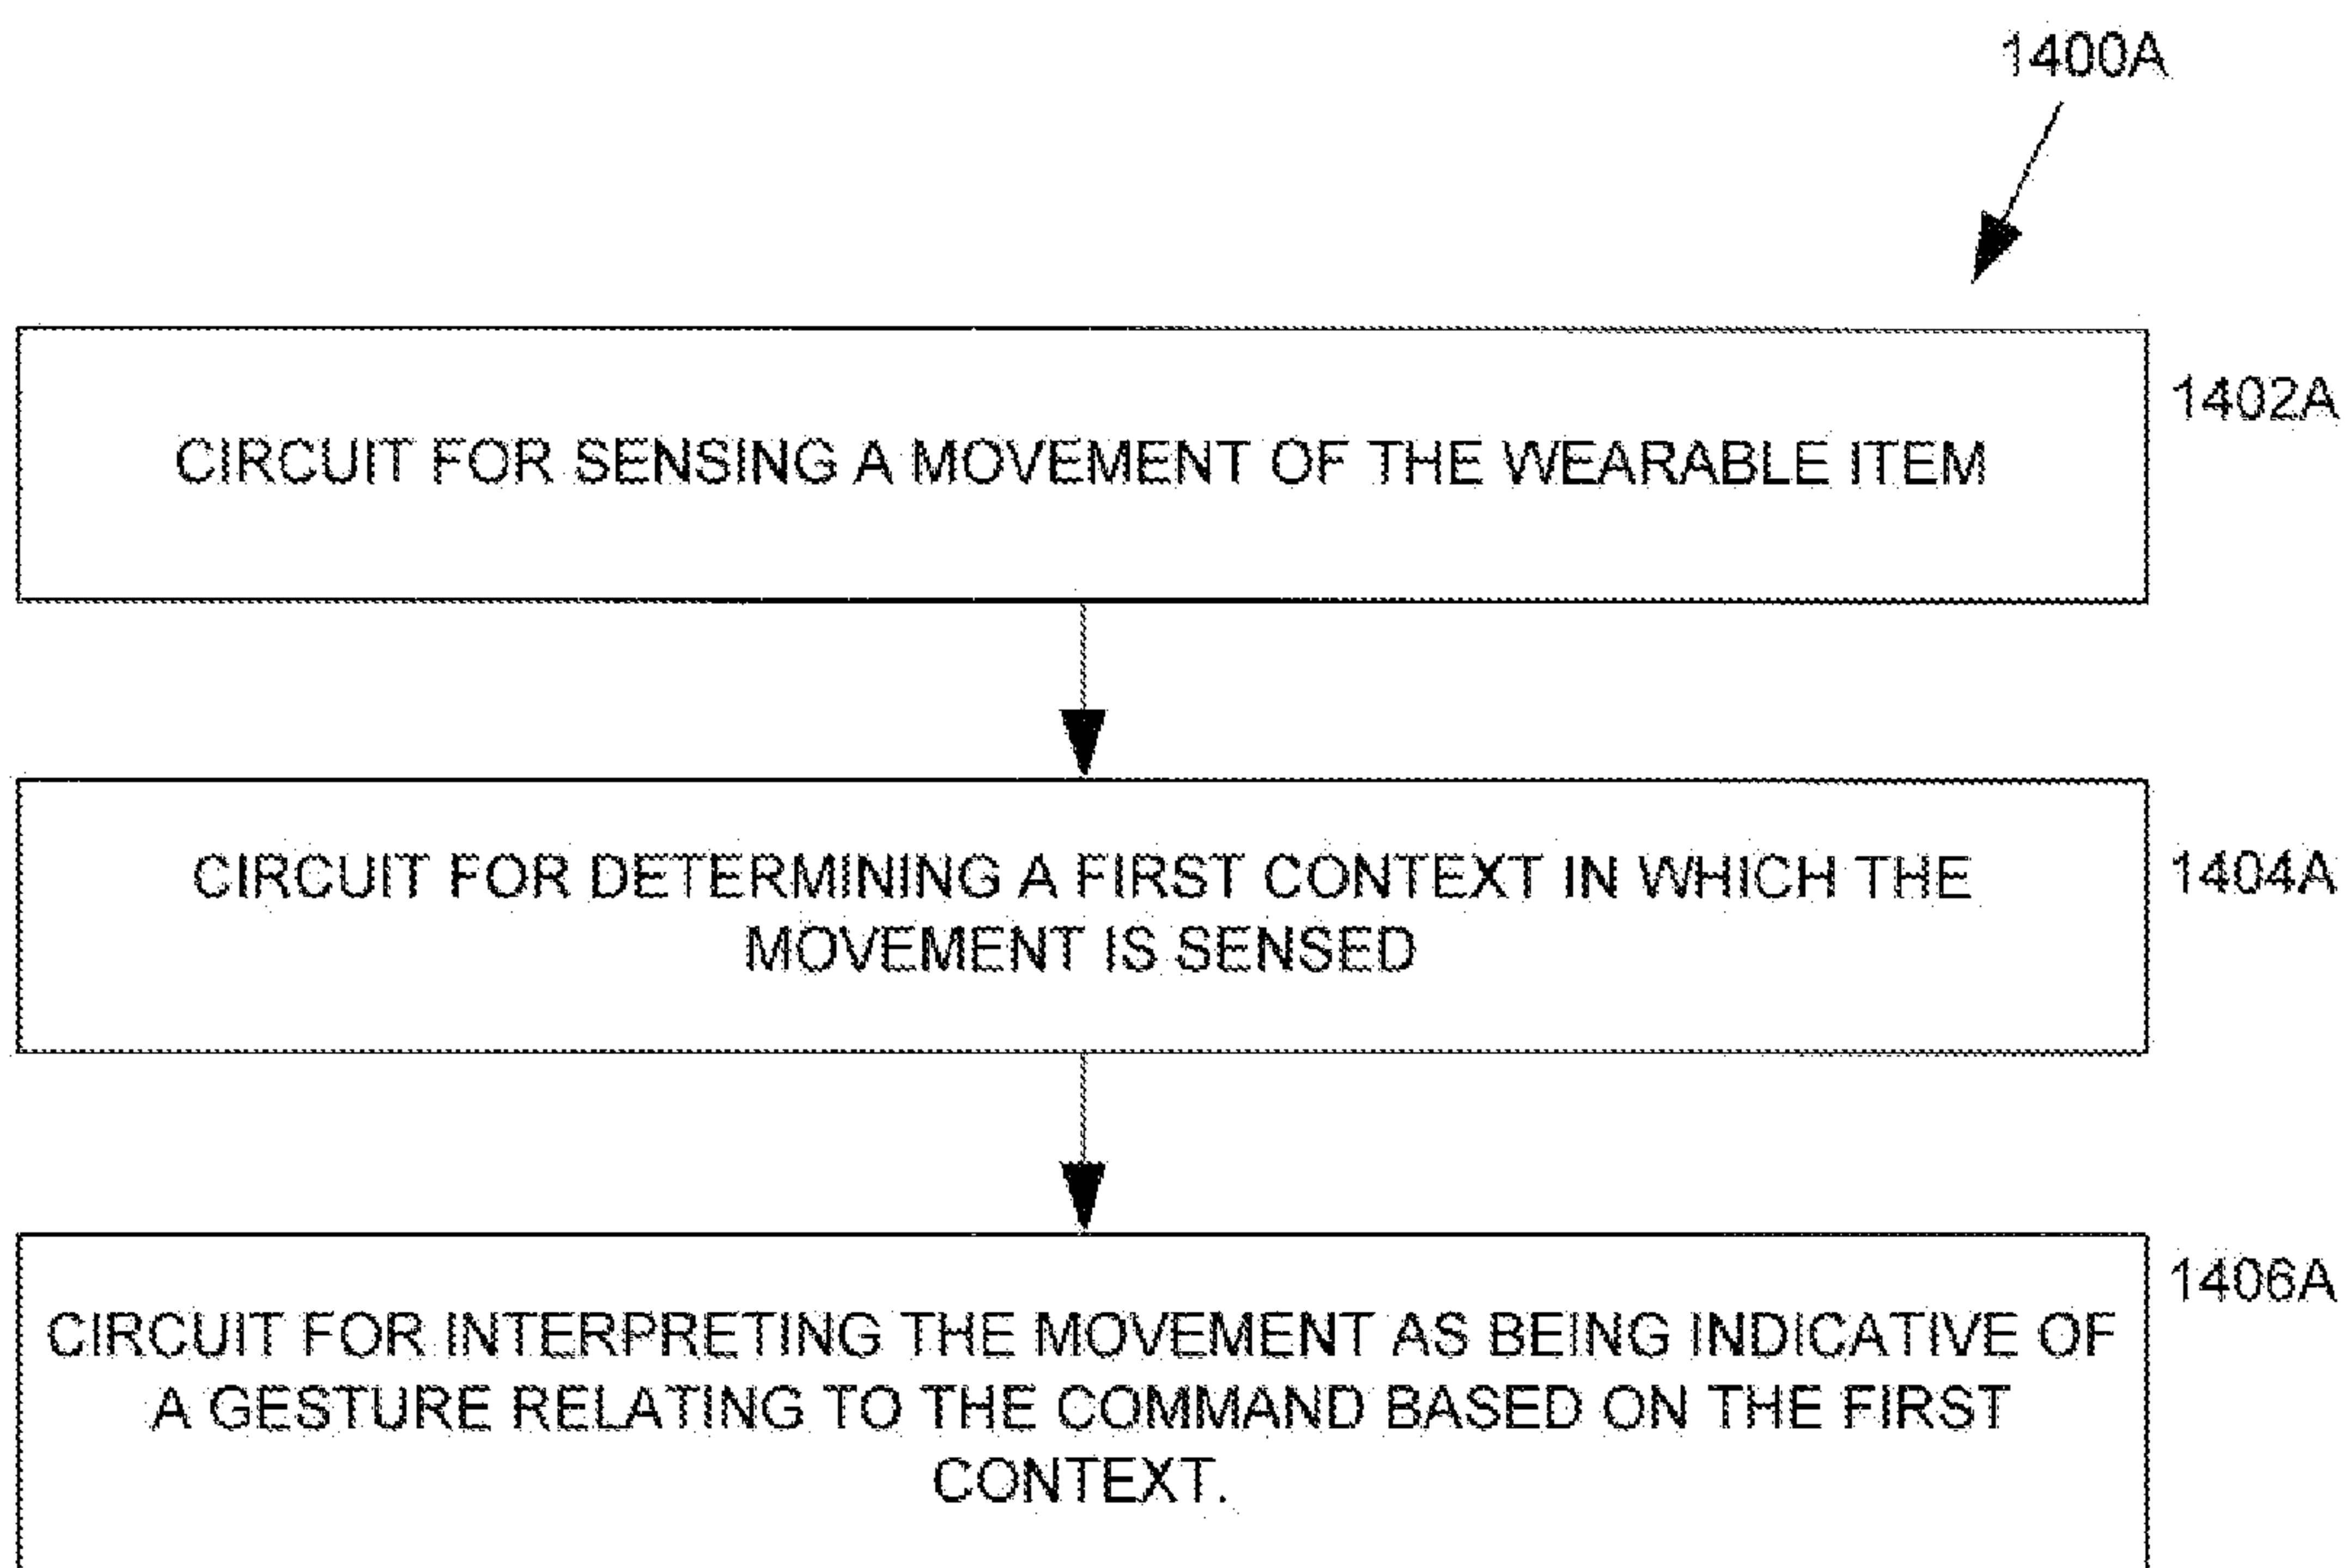 1400A
1402A
CIRCUIT FOR SENSING A MOVEMENT OF THE WEARABLE ITEM
CIRCUIT FOR DETERMINING A FIRST CONTEXT IN WHICH THE
MOVEMENT IS SENSED
1404A
1406A
CIRCUIT FOR INTERPRETING THE MOVEMENT AS BEING INDICATIVE OF
A GESTURE RELATING TO THE COMMAND BASED ON THE FIRST
CONTEXT.